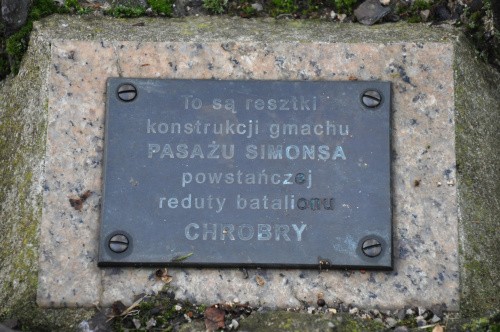 To są resztki
konstrukcji gmachu
PASAŻU SIMONSA
powstańczej
reduty batalionu
CHROBRY